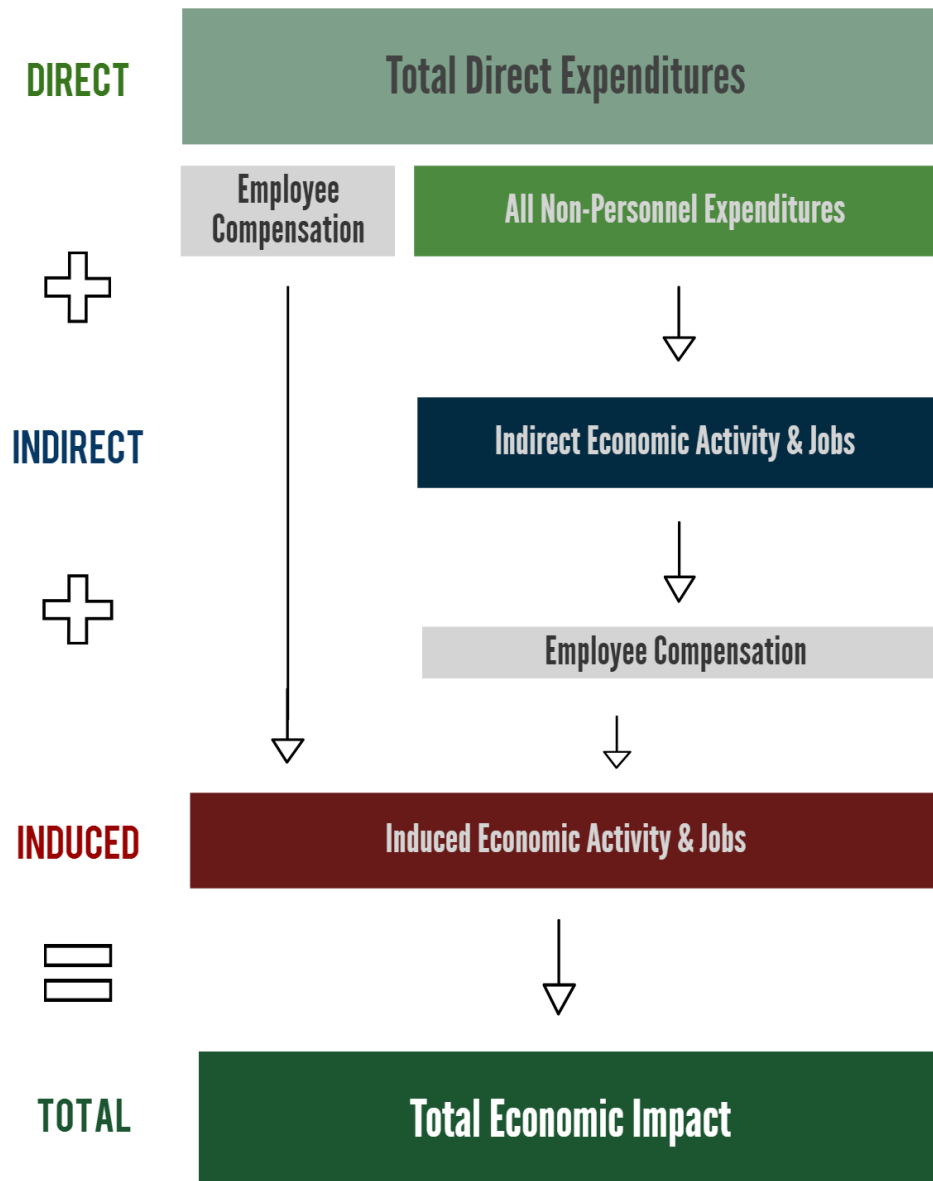 DIRECT
Total Direct Expenditures
Employee
Compensation
All Non-Personnel Expenditures
INDIRECT
Indirect Economic Activity & Jobs
Employee Compensation
INDUCED
Induced Economic Activity & Jobs
TOTAL
Total Economic Impact